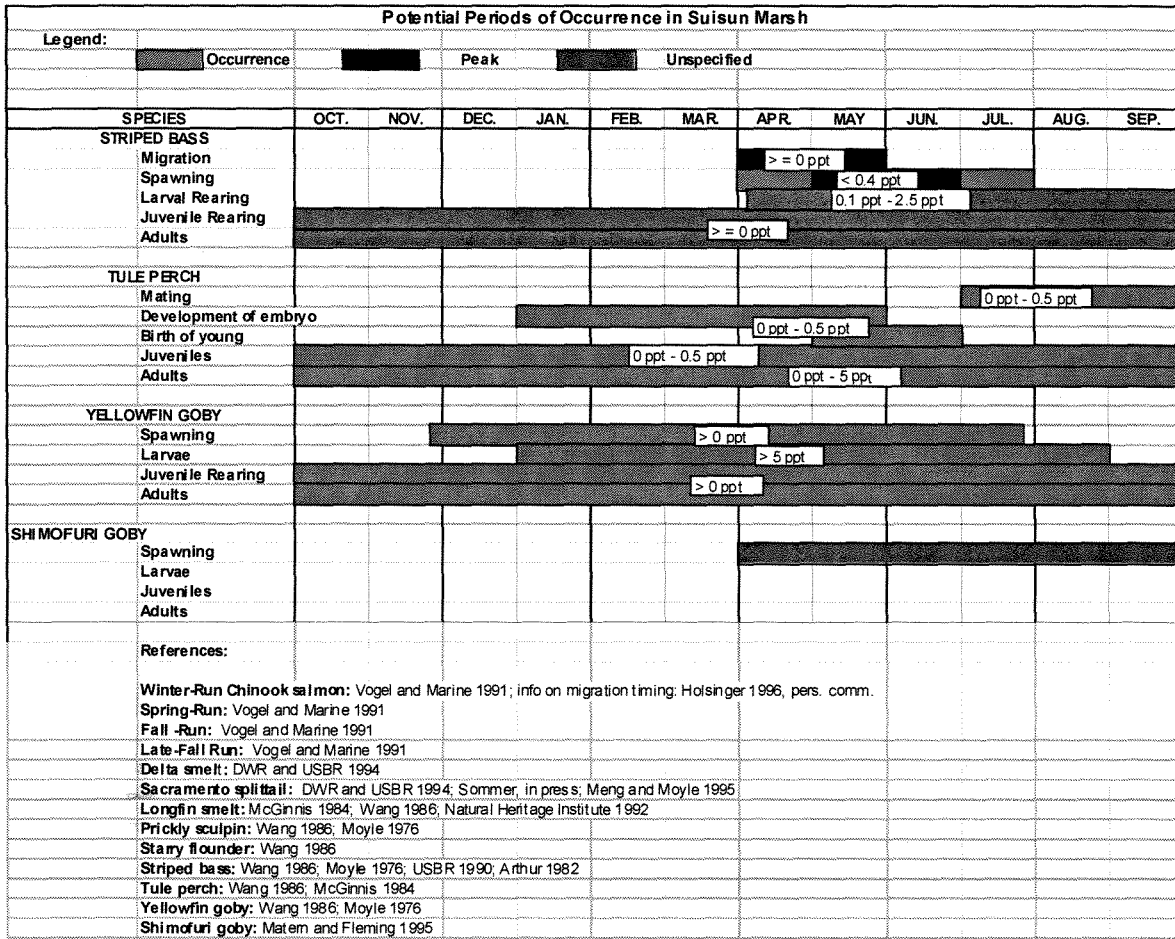 Potential Periods of Occurrence in Suisun Marsh
Legend:
Occurrence Peak Unspecified
SPECIES OCT. NOV. DEC. JAN. FEB. MAR. APR. MAY JUN. JUL. AUG. SEP.
STRIPED BASS
Migration > = 0 ppt
Spawning < 0.4 ppt
Larval Rearing 0.1 ppt - 2.5 ppt
Juvenile Rearing
> = 0 ppt
Adults
TULE PERCH
Mating 0 ppt - 0.5 ppt
Development of embryo
0 ppt - 0.5 ppt
Birth of young
Juveniles 0 ppt - 0.5 ppt
Adults 0 ppt - 5 ppt
YELLOWFIN GOBY
Spawning > 0 ppt
Larvae > 5 ppt
Juvenile Rearing
> 0 ppt
Adults
SHIMOFURI GOBY
Spawning
Larvae
Juveniles
Adults
References:
Winter-Run Chinook salmon: Vogel and Marine 1991; info on migration timing: Holsinger 1996, pers. comm.
Spring-Run: Vogel and Marine 1991
Fall -Run: Vogel and Marine 1991
Late-Fall Run: Vogel and Marine 1991
Delta smelt: DWR and USBR 1994
Sacramento splittail: DWR and USBR 1994; Sommer, in press; Meng and Moyle 1995
Longfin smelt: McGinnis 1984; Wang 1986; Natural Heritage Institute 1992
Prickly sculpin: Wang 1986; Moyle 1976
Starry flounder: Wang 1986
Striped bass: Wang 1986; Moyle 1976; USBR 1990; Arthur 1982
Tule perch: Wang 1986; McGinnis 1984
Yellowfin goby: Wang 1986; Moyle 1976
Shimofuri goby: Matern and Fleming 1995